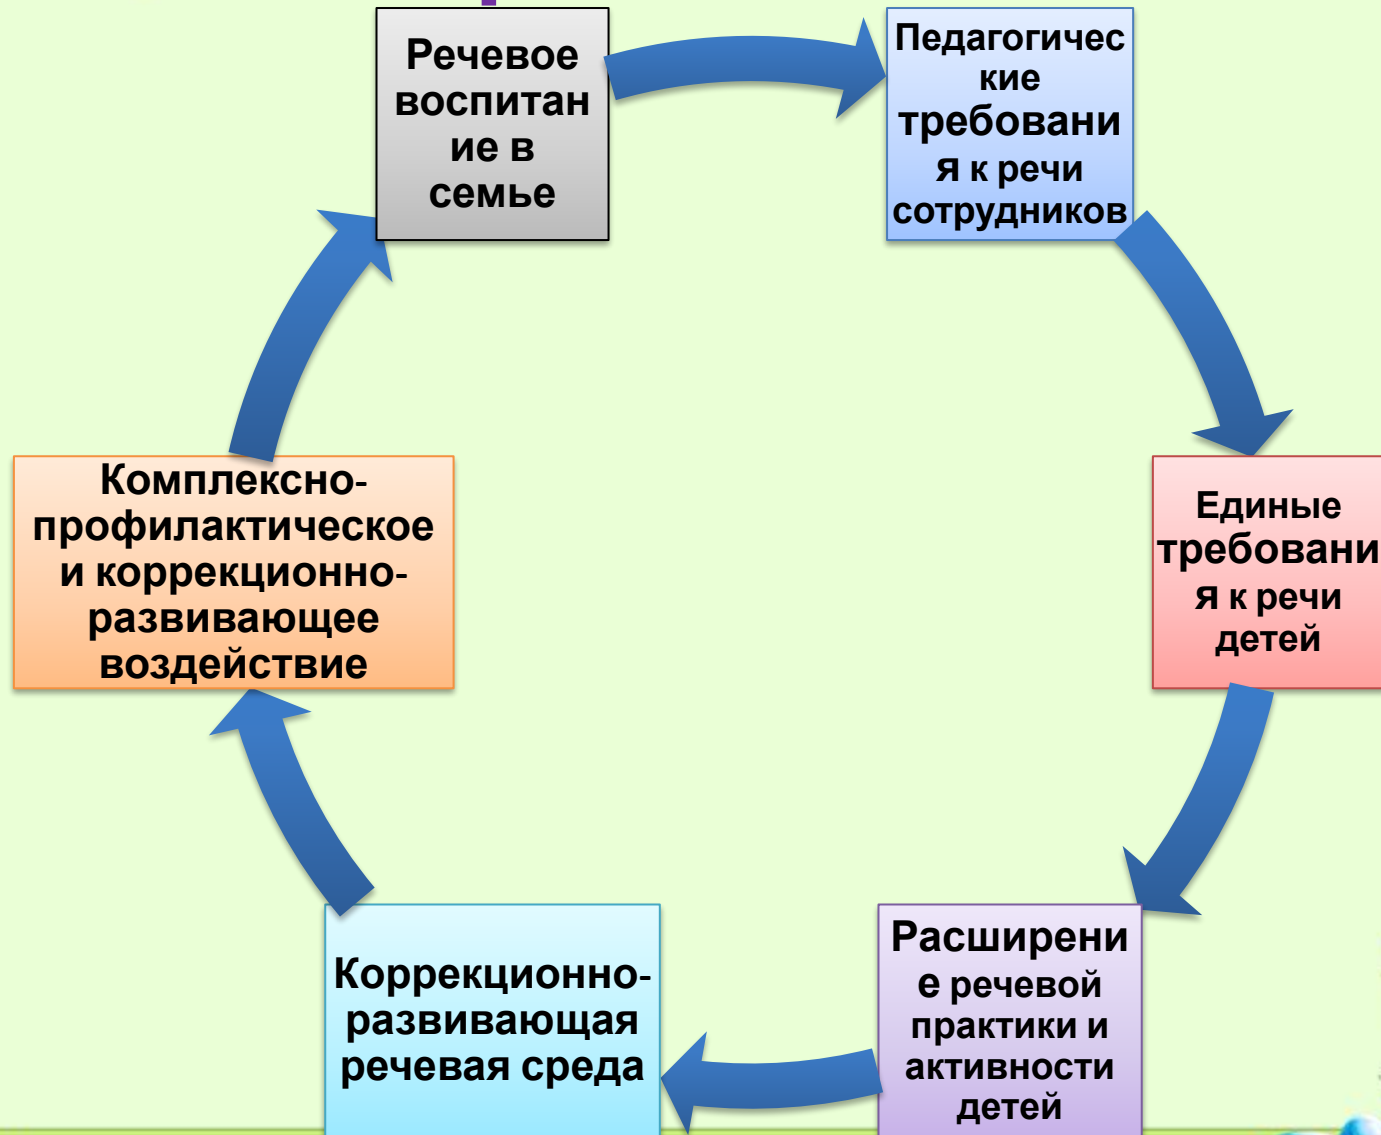 Речевое
воспитан
ие в
семье
Педагогичес
кие
требовани
я к речи
сотрудников
Единые
требовани
я к речи
детей
Расширени
е речевой
практики и
активности
детей
Коррекционно-
развивающая
речевая среда
Комплексно-
профилактическое
и коррекционно-
развивающее
воздействие